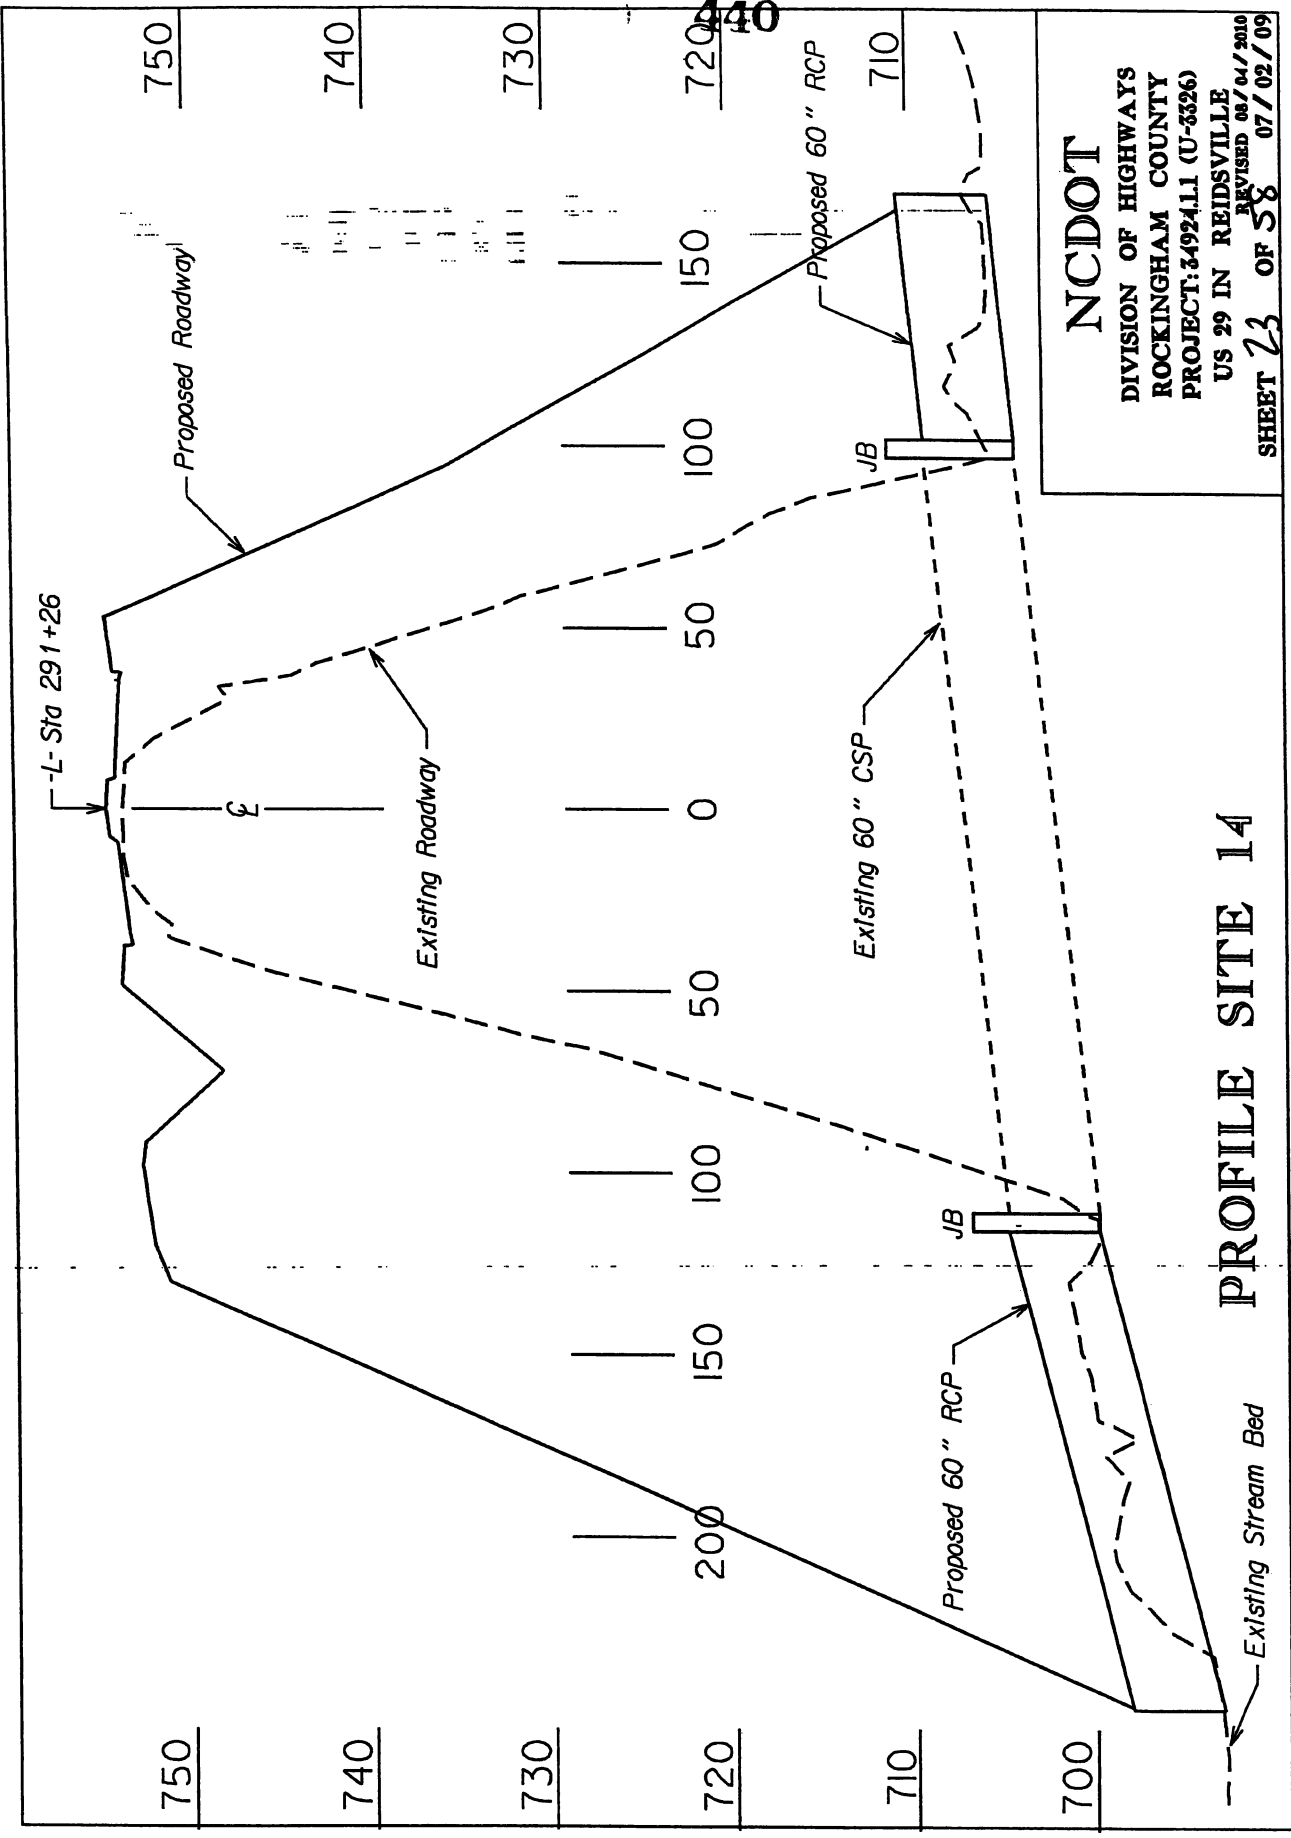 440
-L- Sta 291+26
Proposed Roadway
750
740
730
720
710
750
740
730
720
710
700
℄
Existing Roadway
200
150
100
50
0
50
100
150
Existing 60" CSP
Proposed 60" RCP
JB
JB
Proposed 60" RCP
Existing Stream Bed
PROFILE SITE 14
NCDOT
DIVISION OF HIGHWAYS
ROCKINGHAM COUNTY
PROJECT:34924.1.1 (U-3326)
US 29 IN REIDSVILLE
REVISED 08/04/2010
SHEET 23 OF 58 07/02/09